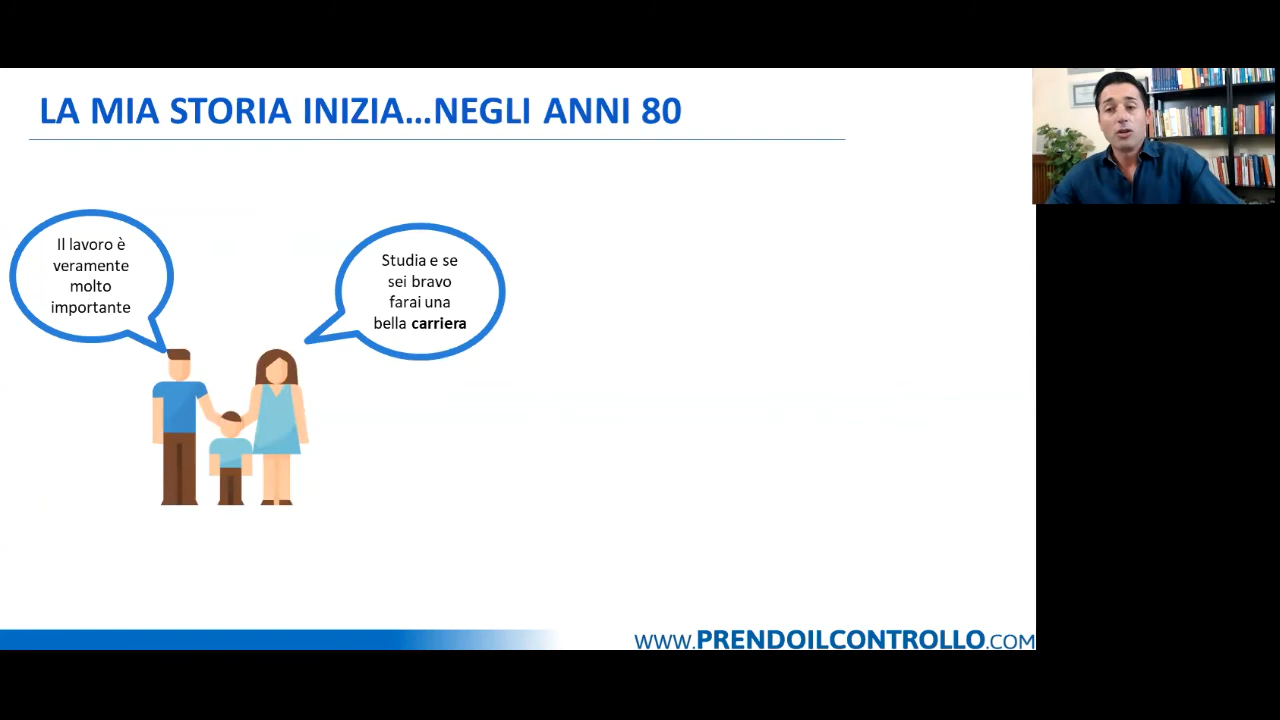 LA MIA STORIA INIZIA...NEGLI ANNI 80
Il lavoro è
veramente
molto
importante
Studia e se
sei bravo
farai una
bella carriera
WWW.PRENDOILCONTROLLO.COM